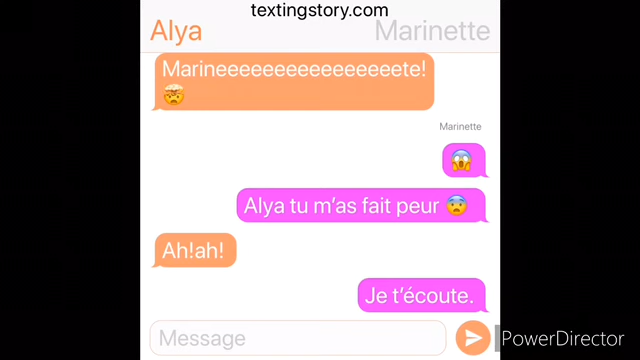 textingstory.com
Alya Marinette
Marineeeeeeeeeeeeeeeete!
🤯
Marinette
😱
Alya tu m'as fait peur 😨
Ah!ah!
Je t'écoute.
Message
PowerDirector